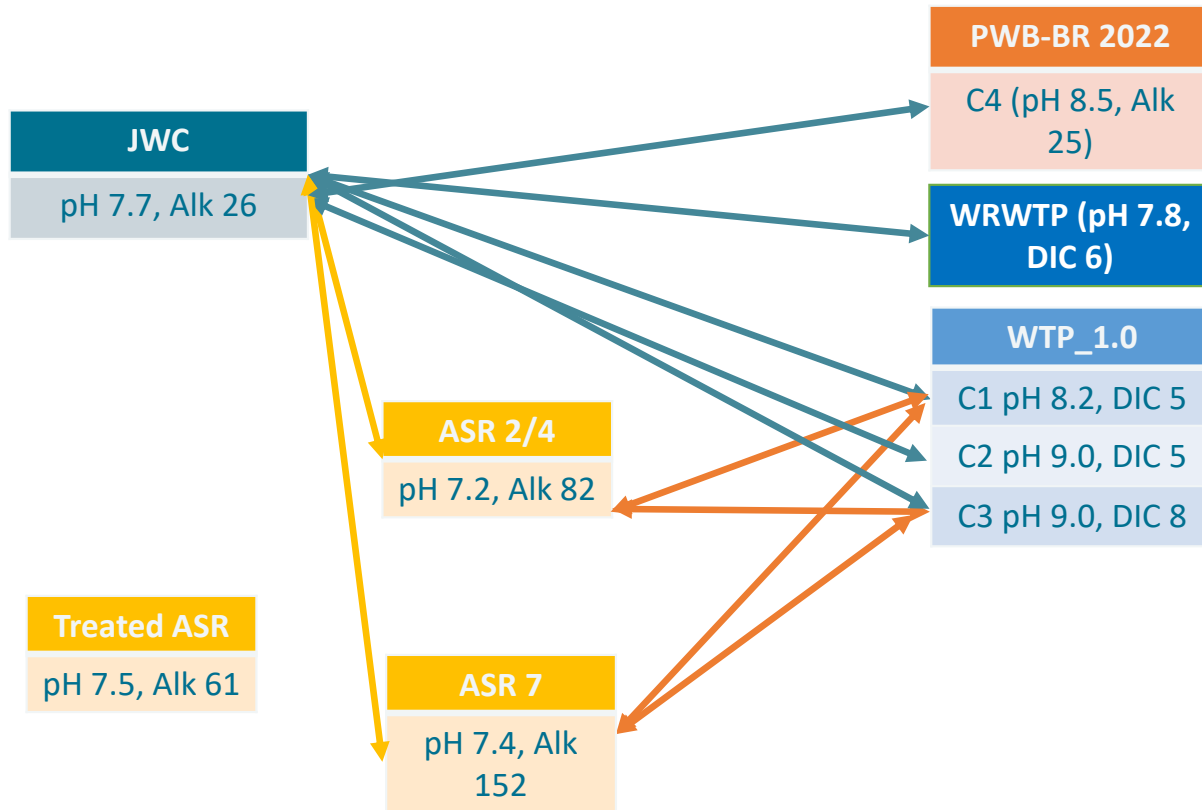 PWB-BR 2022
C4 (pH 8.5, Alk
25)
JWC
pH 7.7, Alk 26
WRWTP (pH 7.8,
DIC 6)
WTP_1.0
C1 pH 8.2, DIC 5
C2 pH 9.0, DIC 5
C3 pH 9.0, DIC 8
ASR 2/4
pH 7.2, Alk 82
Treated ASR
pH 7.5, Alk 61
ASR 7
pH 7.4, Alk
152